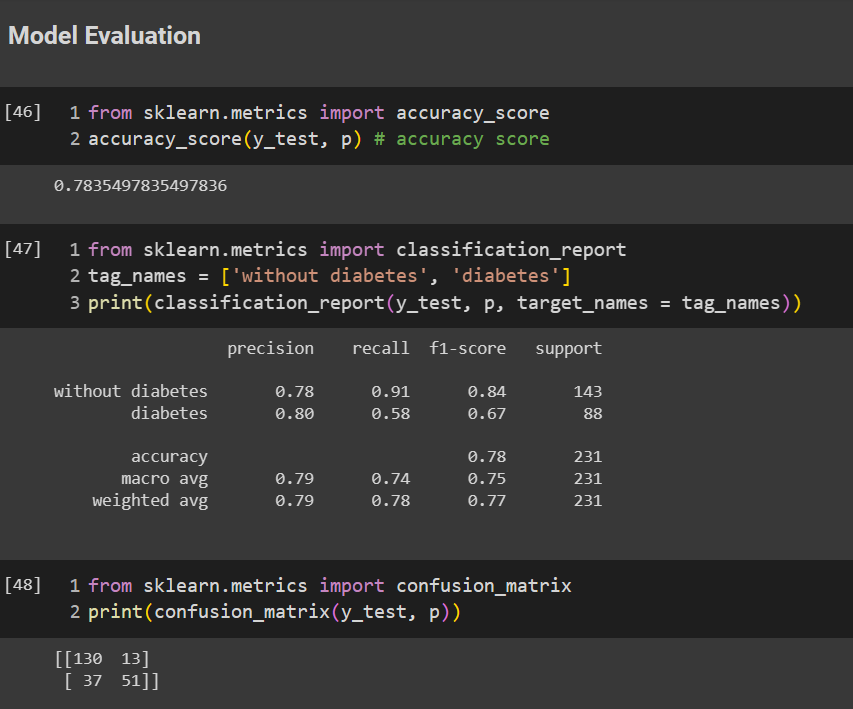 Model Evaluation
[46] 1 from sklearn.metrics import accuracy_score
2 accuracy_score(y_test, p) # accuracy score
0.7835497835497836
[47] 1 from sklearn.metrics import classification_report
2 tag_names = ['without diabetes', 'diabetes']
3 print(classification_report(y_test, p, target_names = tag_names))
precision recall f1-score support
without diabetes 0.78 0.91 0.84 143
diabetes 0.80 0.58 0.67 88
accuracy 0.78 231
macro avg 0.79 0.74 0.75 231
weighted avg 0.79 0.78 0.77 231
[48] 1 from sklearn.metrics import confusion_matrix
2 print(confusion_matrix(y_test, p))
[[130 13]
[ 37 51]]